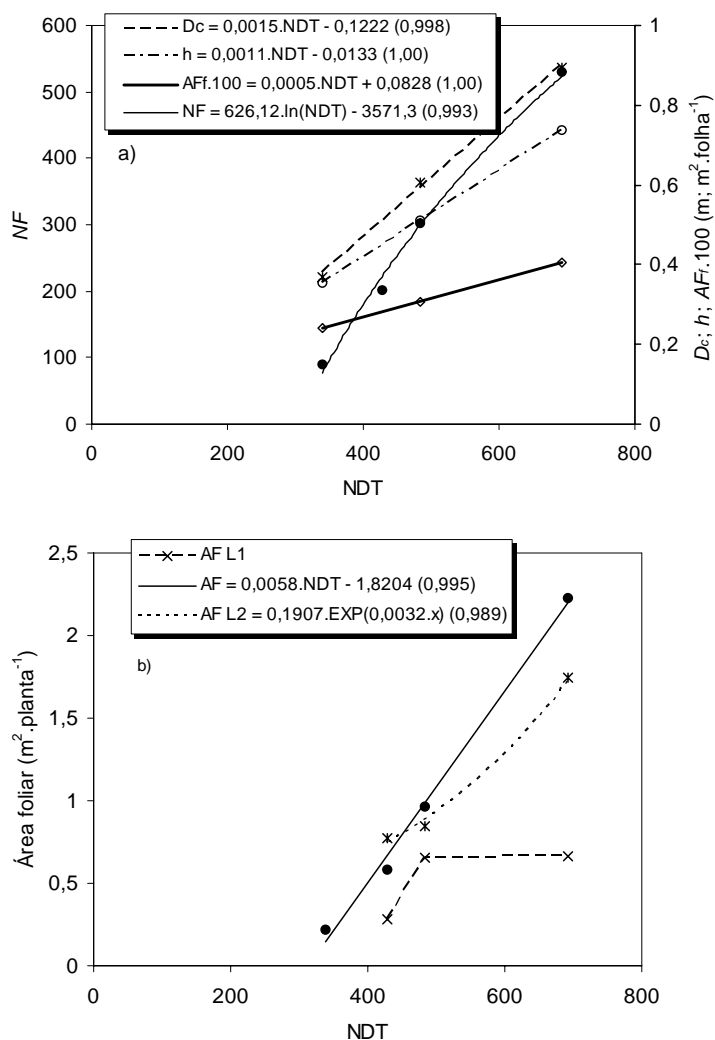 Dc = 0,0015.NDT - 0,1222 (0,998)
h = 0,0011.NDT - 0,0133 (1,00)
AFf.100 = 0,0005.NDT + 0,0828 (1,00)
NF = 626,12.ln(NDT) - 3571,3 (0,993)
a)
600
500
400
300
200
100
0
NF
1
0,8
0,6
0,4
0,2
0
Dc; h; AFf.100 (m; m².folha⁻¹)
0 200 400 600 800
NDT
AF L1
AF = 0,0058.NDT - 1,8204 (0,995)
AF L2 = 0,1907.EXP(0,0032.x) (0,989)
b)
2,5
2
1,5
1
0,5
0
Área foliar (m².planta⁻¹)
0 200 400 600 800
NDT